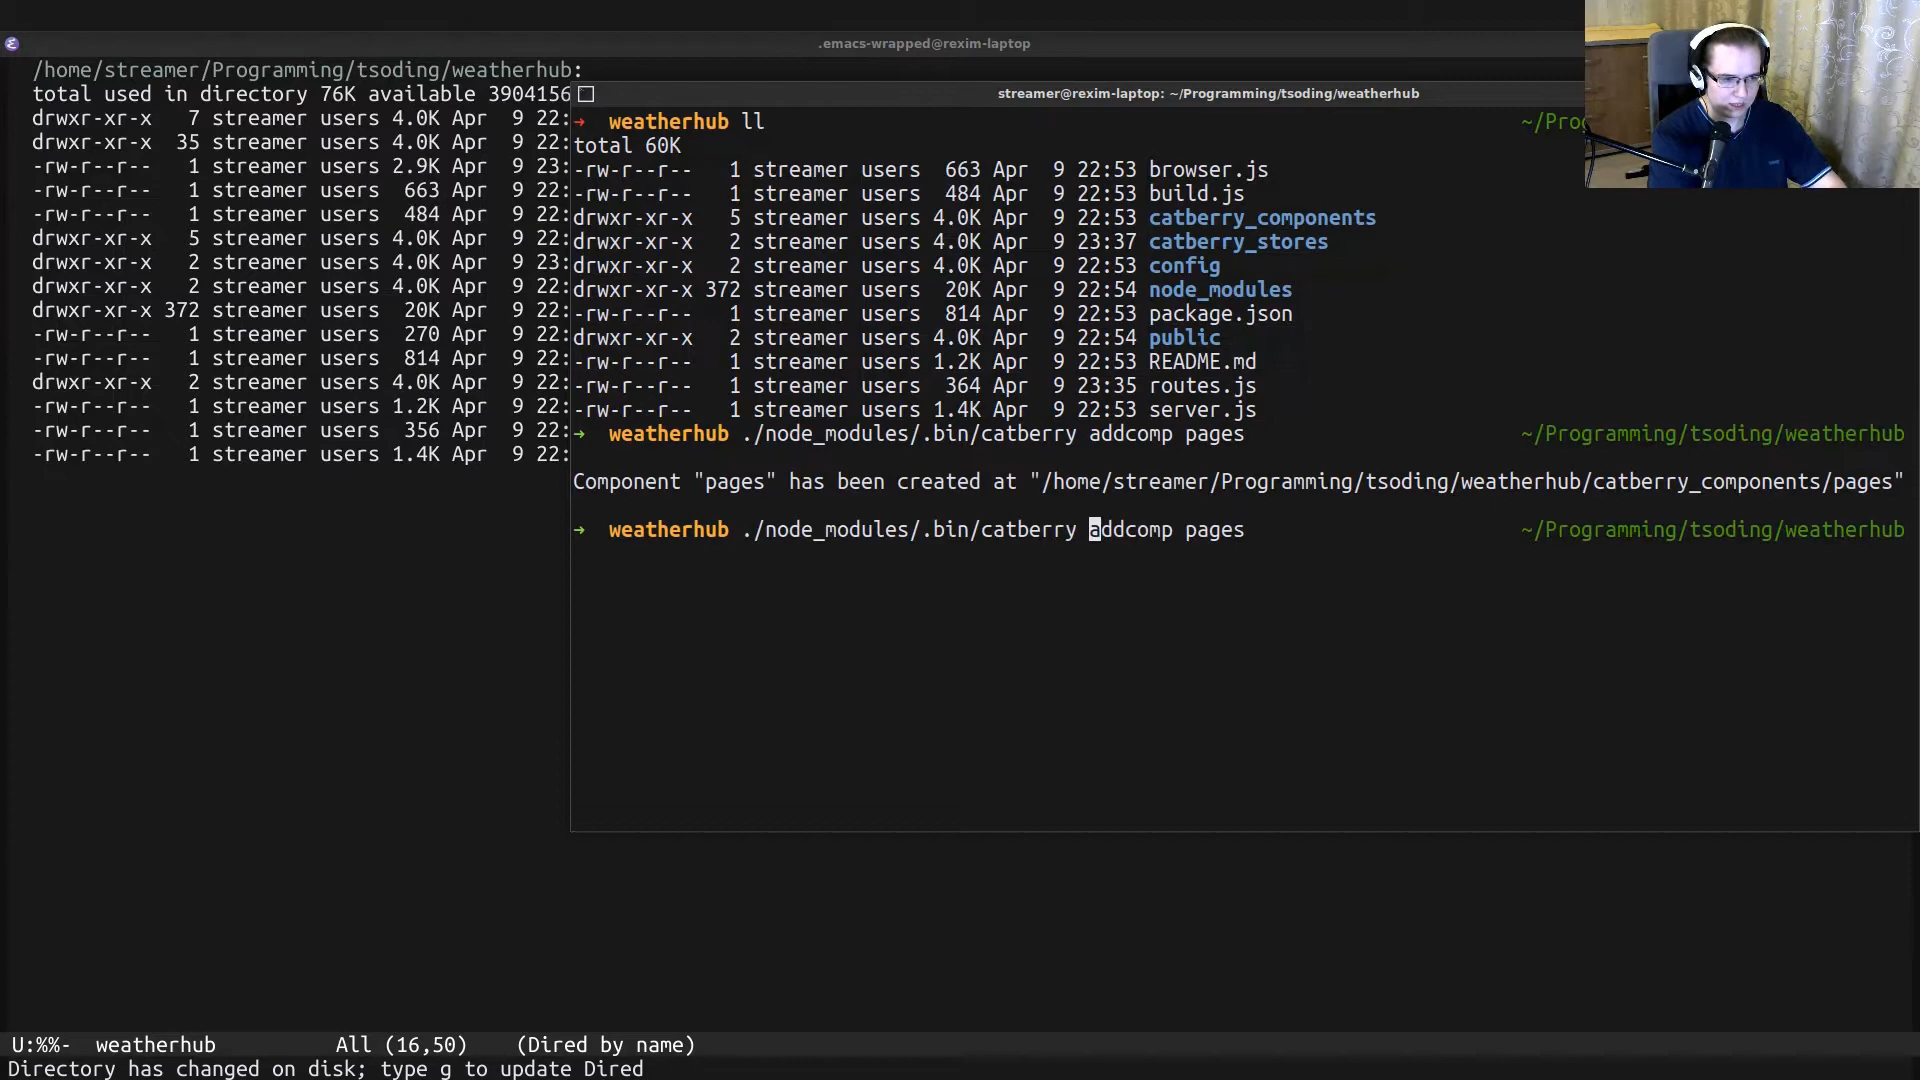 .emacs-wrapped@rexim-laptop
/home/streamer/Programming/tsoding/weatherhub:
total used in directory 76K available 3904156
drwxr-xr-x 7 streamer users 4.0K Apr 9 22:
drwxr-xr-x 35 streamer users 4.0K Apr 9 22:
-rw-r--r-- 1 streamer users 2.9K Apr 9 23:
-rw-r--r-- 1 streamer users 663 Apr 9 22:
-rw-r--r-- 1 streamer users 484 Apr 9 22:
drwxr-xr-x 5 streamer users 4.0K Apr 9 22:
drwxr-xr-x 2 streamer users 4.0K Apr 9 23:
drwxr-xr-x 2 streamer users 4.0K Apr 9 22:
drwxr-xr-x 372 streamer users 20K Apr 9 22:
-rw-r--r-- 1 streamer users 270 Apr 9 22:
-rw-r--r-- 1 streamer users 814 Apr 9 22:
drwxr-xr-x 2 streamer users 4.0K Apr 9 22:
-rw-r--r-- 1 streamer users 1.2K Apr 9 22:
-rw-r--r-- 1 streamer users 356 Apr 9 22:
-rw-r--r-- 1 streamer users 1.4K Apr 9 22:
streamer@rexim-laptop: ~/Programming/tsoding/weatherhub
→ weatherhub ll ~/Pro
total 60K
-rw-r--r-- 1 streamer users 663 Apr 9 22:53 browser.js
-rw-r--r-- 1 streamer users 484 Apr 9 22:53 build.js
drwxr-xr-x 5 streamer users 4.0K Apr 9 22:53 catberry_components
drwxr-xr-x 2 streamer users 4.0K Apr 9 23:37 catberry_stores
drwxr-xr-x 2 streamer users 4.0K Apr 9 22:53 config
drwxr-xr-x 372 streamer users 20K Apr 9 22:54 node_modules
-rw-r--r-- 1 streamer users 814 Apr 9 22:53 package.json
drwxr-xr-x 2 streamer users 4.0K Apr 9 22:54 public
-rw-r--r-- 1 streamer users 1.2K Apr 9 22:53 README.md
-rw-r--r-- 1 streamer users 364 Apr 9 23:35 routes.js
-rw-r--r-- 1 streamer users 1.4K Apr 9 22:53 server.js
→ weatherhub ./node_modules/.bin/catberry addcomp pages ~/Programming/tsoding/weatherhub
Component "pages" has been created at "/home/streamer/Programming/tsoding/weatherhub/catberry_components/pages"
→ weatherhub ./node_modules/.bin/catberry addcomp pages ~/Programming/tsoding/weatherhub
U:%%- weatherhub All (16,50) (Dired by name)
Directory has changed on disk; type g to update Dired